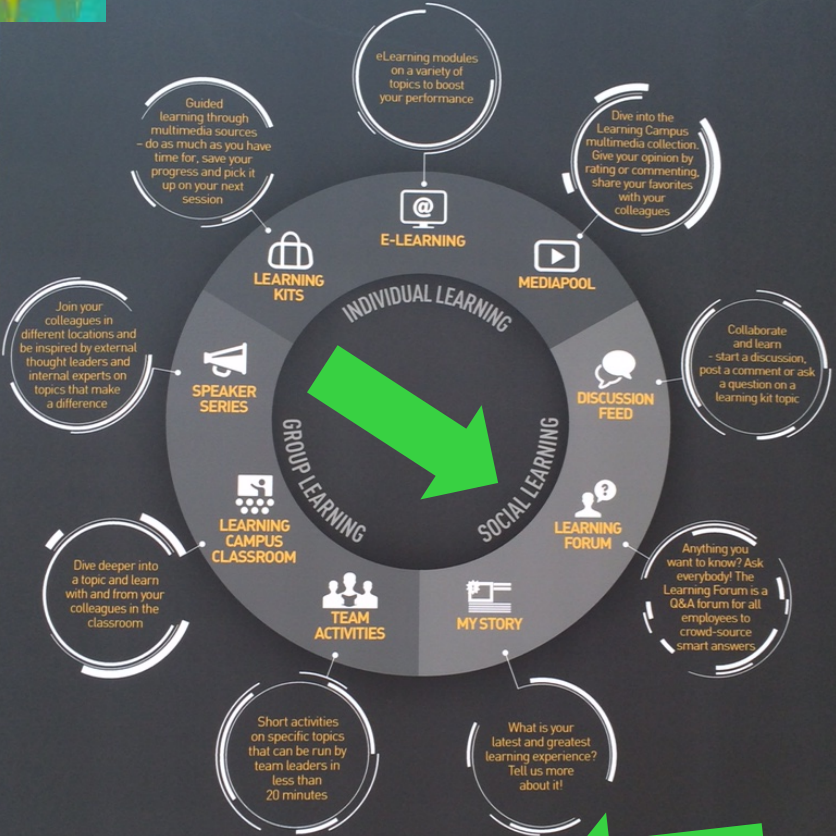 eLearning modules
on a variety of
topics to boost
your performance
Guided
learning through
multimedia sources
- do as much as you have
time for, save your
progress and pick it
up on your next
session
Dive into the
Learning Campus
multimedia collection.
Give your opinion by
rating or commenting,
share your favorites
with your
colleagues
@
E-LEARNING
LEARNING
KITS
MEDIAPOOL
INDIVIDUAL LEARNING
Join your
colleagues in
different locations and
be inspired by external
thought leaders and
internal experts on
topics that make
a difference
SPEAKER
SERIES
DISCUSSION
FEED
Collaborate
and learn
- start a discussion,
post a comment or ask
a question on a
learning kit topic
GROUP LEARNING
SOCIAL LEARNING
LEARNING
CAMPUS
CLASSROOM
?
LEARNING
FORUM
Dive deeper into
a topic and learn
with and from your
colleagues in the
classroom
Anything you
want to know? Ask
everybody! The
Learning Forum is a
Q&A forum for all
employees to
crowd-source
smart answers
TEAM
ACTIVITIES
MY STORY
Short activities
on specific topics
that can be run by
team leaders in
less than
20 minutes
What is your
latest and greatest
learning experience?
Tell us more
about it!